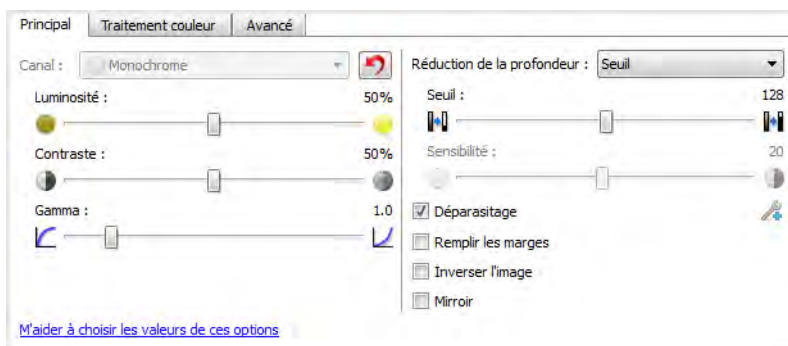 Principal Traitement couleur Avancé
Canal : Monochrome
Luminosité : 50%
Contraste : 50%
Gamma : 1.0
M'aider à choisir les valeurs de ces options
Réduction de la profondeur : Seuil
Seuil : 128
Sensibilité : 20
Déparasitage
Remplir les marges
Inverser l'image
Mirroir